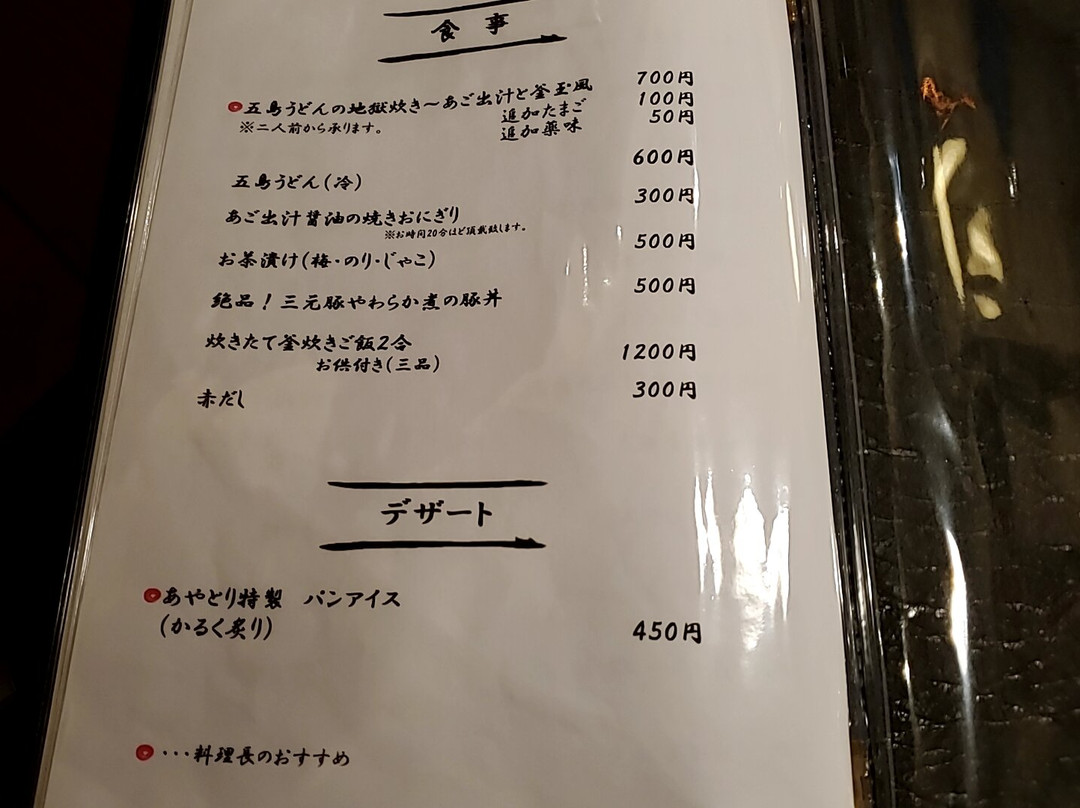 食事
五島うどんの地獄炊き〜あご出汁と釜玉風 700円
追加たまご 100円
※二人前から承ります。 追加薬味 50円
五島うどん(冷) 600円
あご出汁醤油の焼きおにぎり 300円
※お時間20分ほど頂戴致します。
お茶漬け(梅・のり・じゃこ) 500円
絶品!三元豚やわらか煮の豚丼 500円
炊きたて釜炊きご飯2合
お供付き(三品) 1200円
赤だし 300円
デザート
あやとり特製 パンアイス
(かるく炙り) 450円
・・・料理長のおすすめ